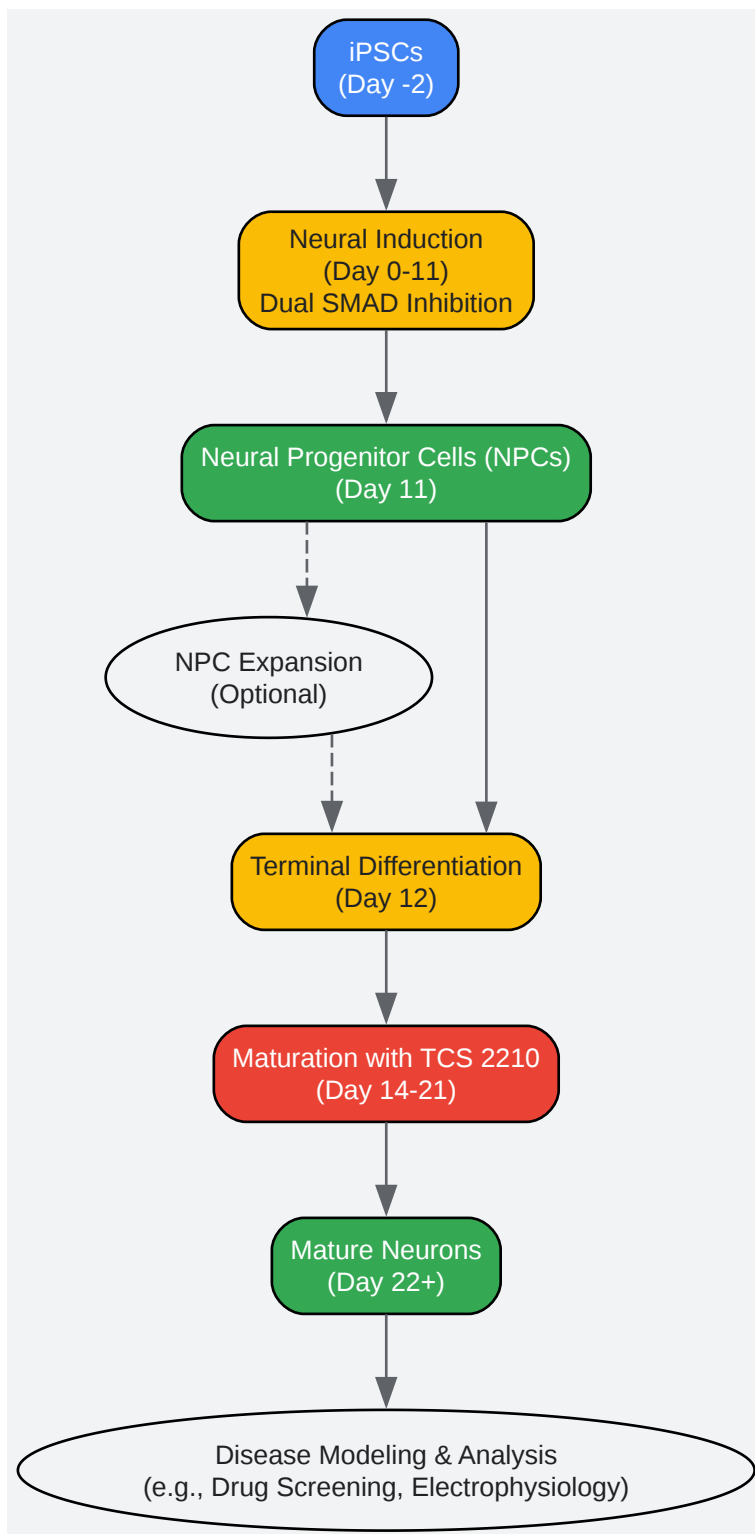 iPSCs
(Day -2)
Neural Induction
(Day 0-11)
Dual SMAD Inhibition
Neural Progenitor Cells (NPCs)
(Day 11)
NPC Expansion
(Optional)
Terminal Differentiation
(Day 12)
Maturation with TCS 2210
(Day 14-21)
Mature Neurons
(Day 22+)
Disease Modeling & Analysis
(e.g., Drug Screening, Electrophysiology)